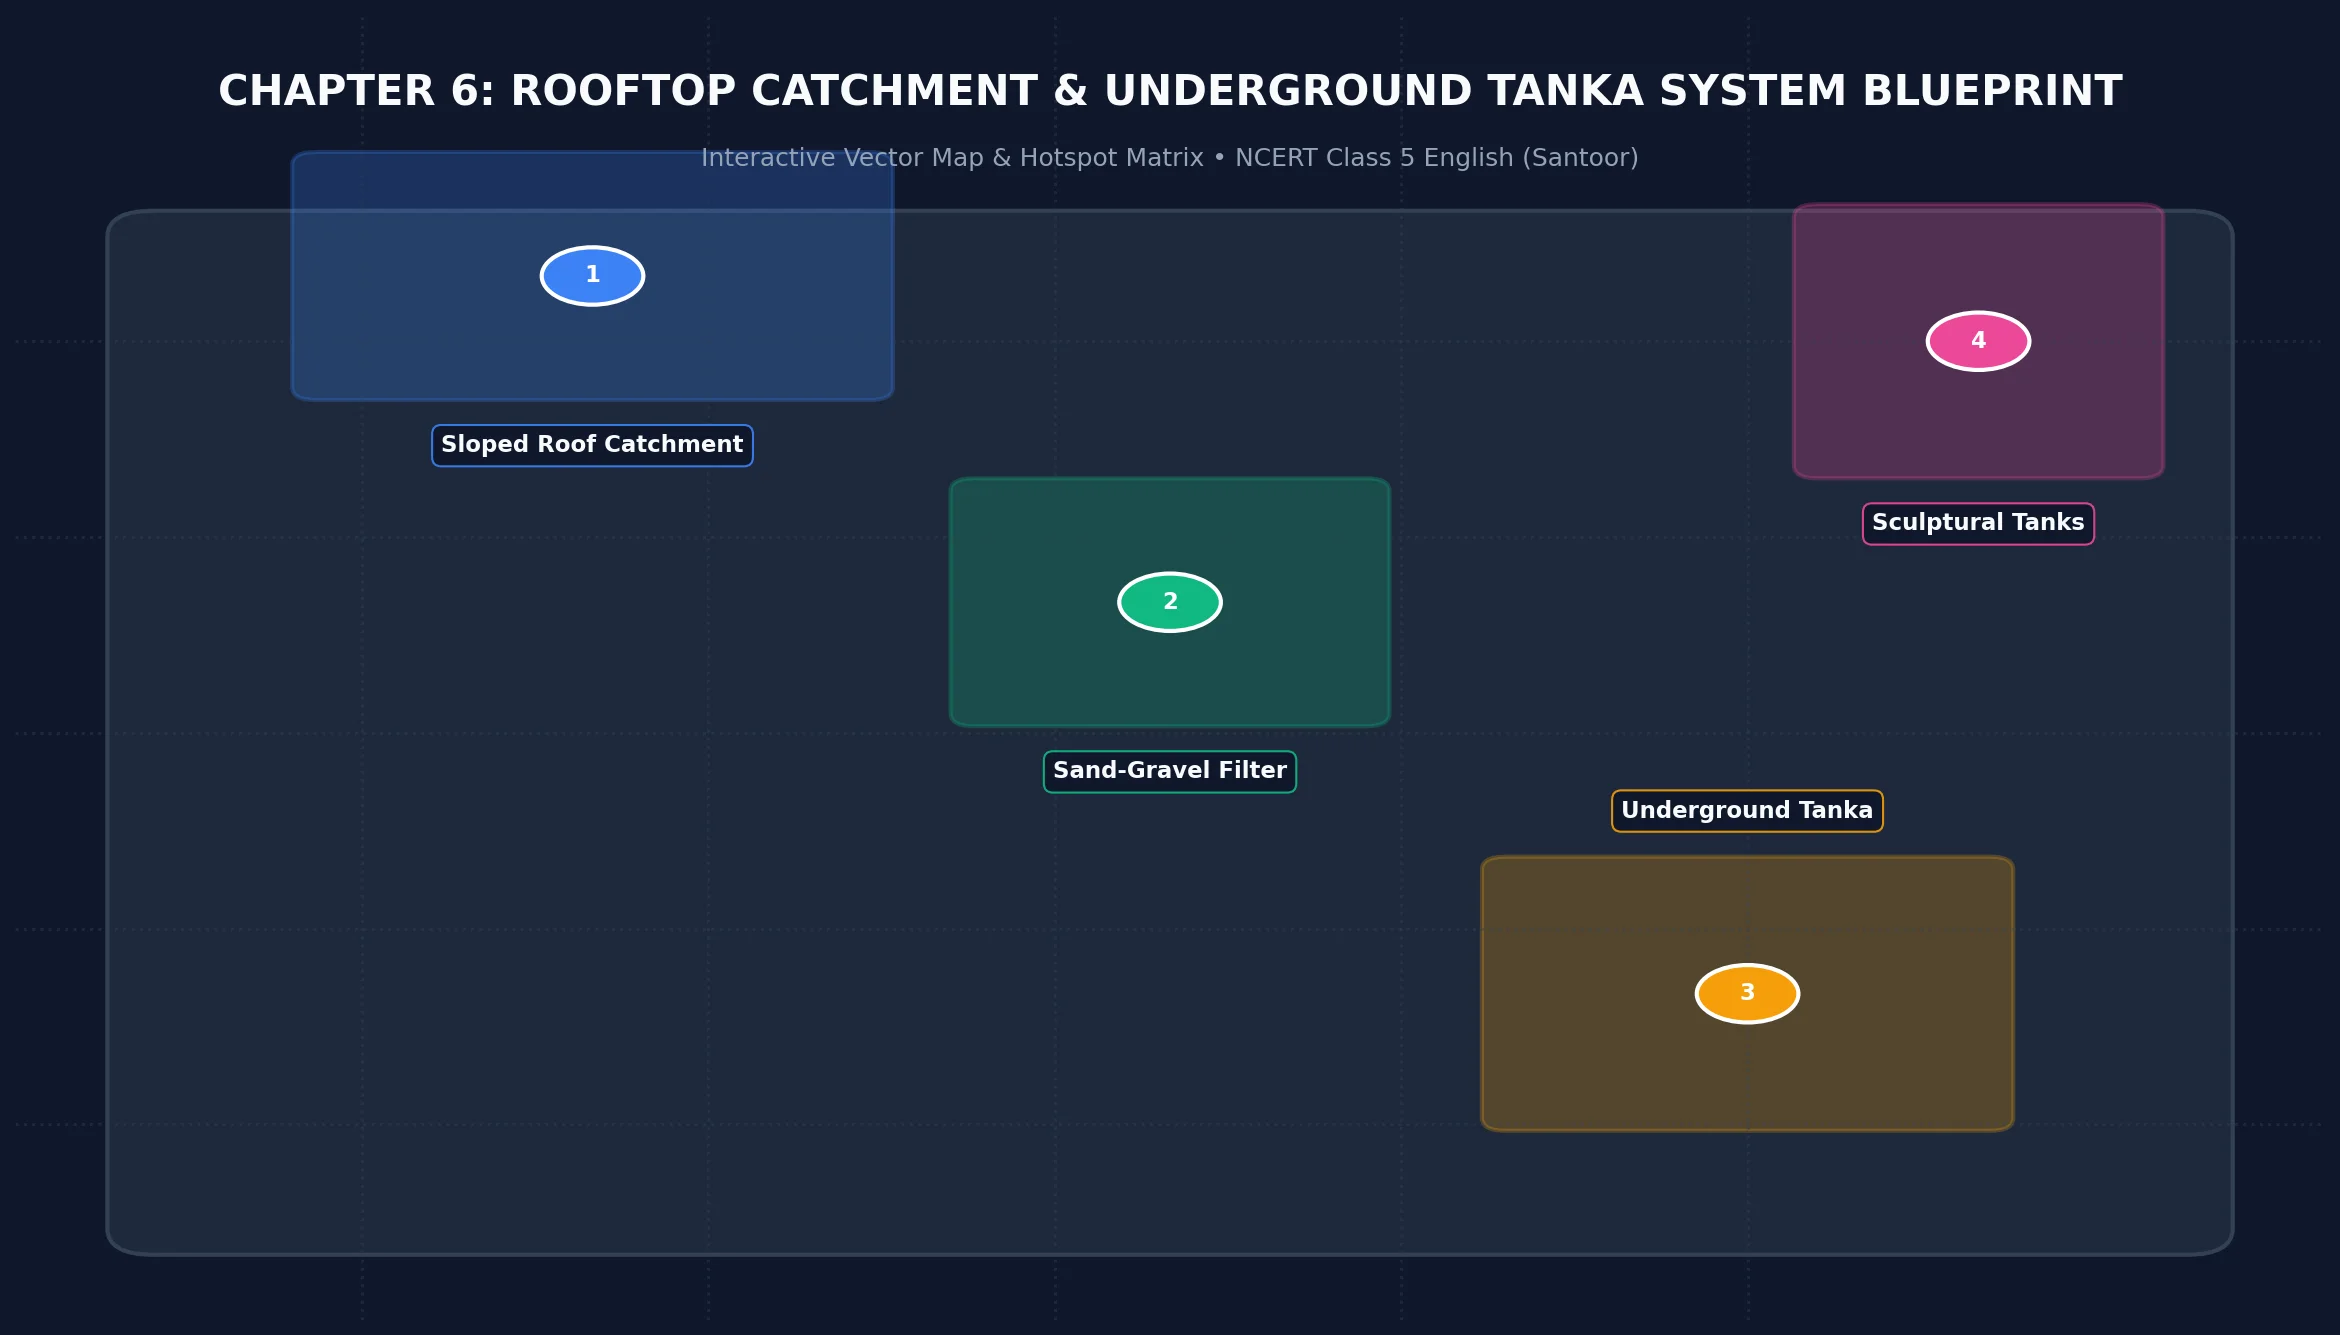 CHAPTER 6: ROOFTOP CATCHMENT & UNDERGROUND TANKA SYSTEM BLUEPRINT
Interactive Vector Map & Hotspot Matrix • NCERT Class 5 English (Santoor)
1
Sloped Roof Catchment
4
Sculptural Tanks
2
Sand-Gravel Filter
Underground Tanka
3